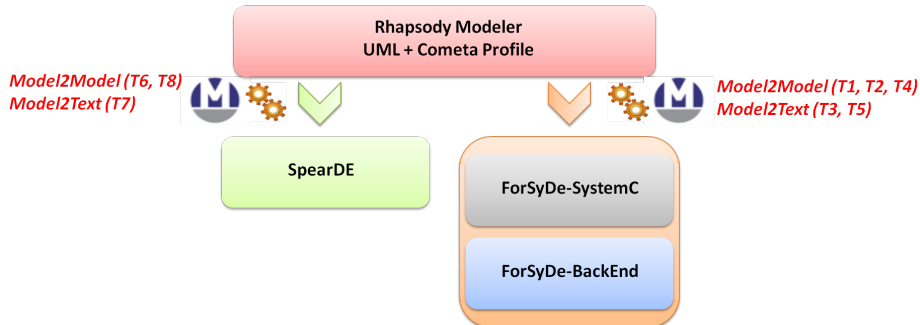 Rhapsody Modeler
UML + Cometa Profile
Model2Model (T6, T8)
Model2Text (T7)
Model2Model (T1, T2, T4)
Model2Text (T3, T5)
SpearDE
ForSyDe-SystemC
ForSyDe-BackEnd